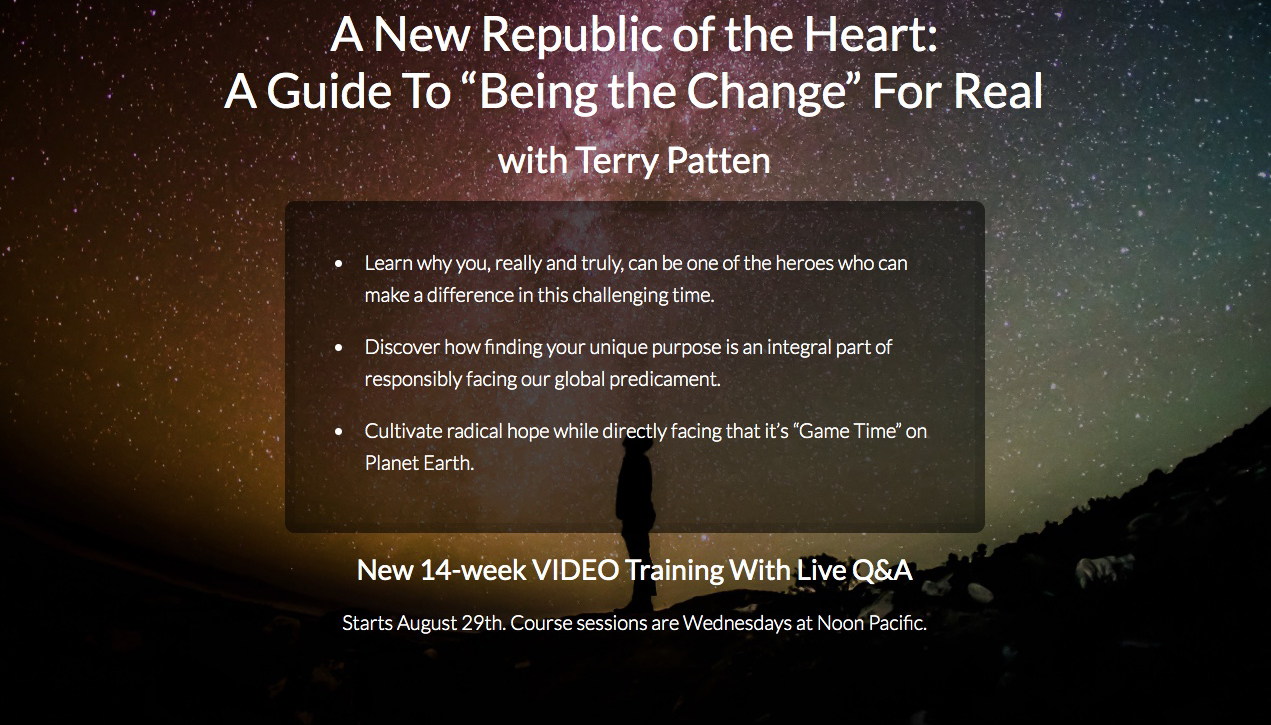 A New Republic of the Heart:
A Guide To “Being the Change” For Real
with Terry Patten
• Learn why you, really and truly, can be one of the heroes who can
make a difference in this challenging time.
• Discover how finding your unique purpose is an integral part of
responsibly facing our global predicament.
• Cultivate radical hope while directly facing that it’s “Game Time” on
Planet Earth.
New 14-week VIDEO Training With Live Q&A
Starts August 29th. Course sessions are Wednesdays at Noon Pacific.